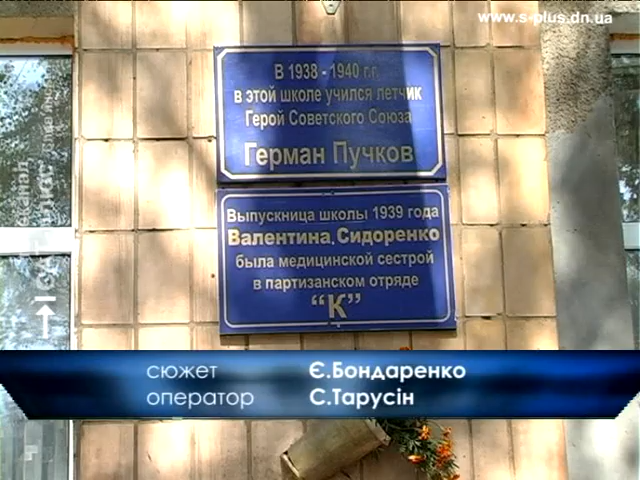 www.s-plus.dn.ua
В 1938 - 1940 г.г.
в этой школе учился летчик
Герой Советского Союза
Герман Пучков
Выпускница школы 1939 года
Валентина Сидоренко
была медицинской сестрой
в партизанском отряде
“К”
сюжет Є.Бондаренко
оператор С.Тарусін